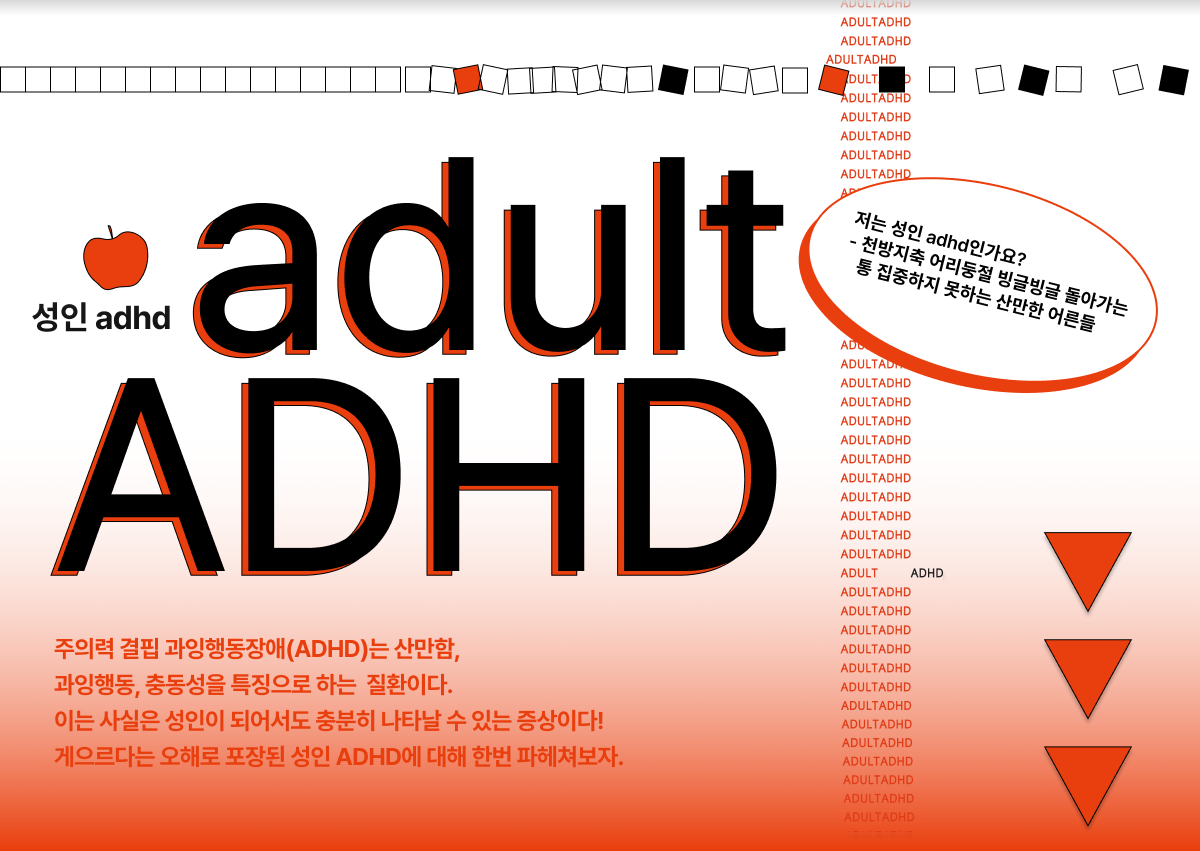 ADULTADHD
ADULTADHD
ADULTADHD
ADULTADHD
ADULTADHD
ADULTADHD
ADULTADHD
ADULTADHD
ADULTADHD
adult
성인 adhd
ADHD
저는 성인 adhd인가요?
- 천방지축 어리둥절 빙글빙글 돌아가는
통 집중하지 못하는 산만한 어른들
ADULTADHD
ADULTADHD
ADULTADHD
ADULTADHD
ADULTADHD
ADULTADHD
ADULTADHD
ADULTADHD
ADULTADHD
ADULTADHD
ADULTADHD
ADULT ADHD
ADULTADHD
ADULTADHD
ADULTADHD
ADULTADHD
ADULTADHD
ADULTADHD
ADULTADHD
ADULTADHD
ADULTADHD
ADULTADHD
ADULTADHD
ADULTADHD
ADULTADHD
주의력 결핍 과잉행동장애(ADHD)는 산만함,
과잉행동, 충동성을 특징으로 하는 질환이다.
이는 사실은 성인이 되어서도 충분히 나타날 수 있는 증상이다!
게으르다는 오해로 포장된 성인 ADHD에 대해 한번 파헤쳐보자.